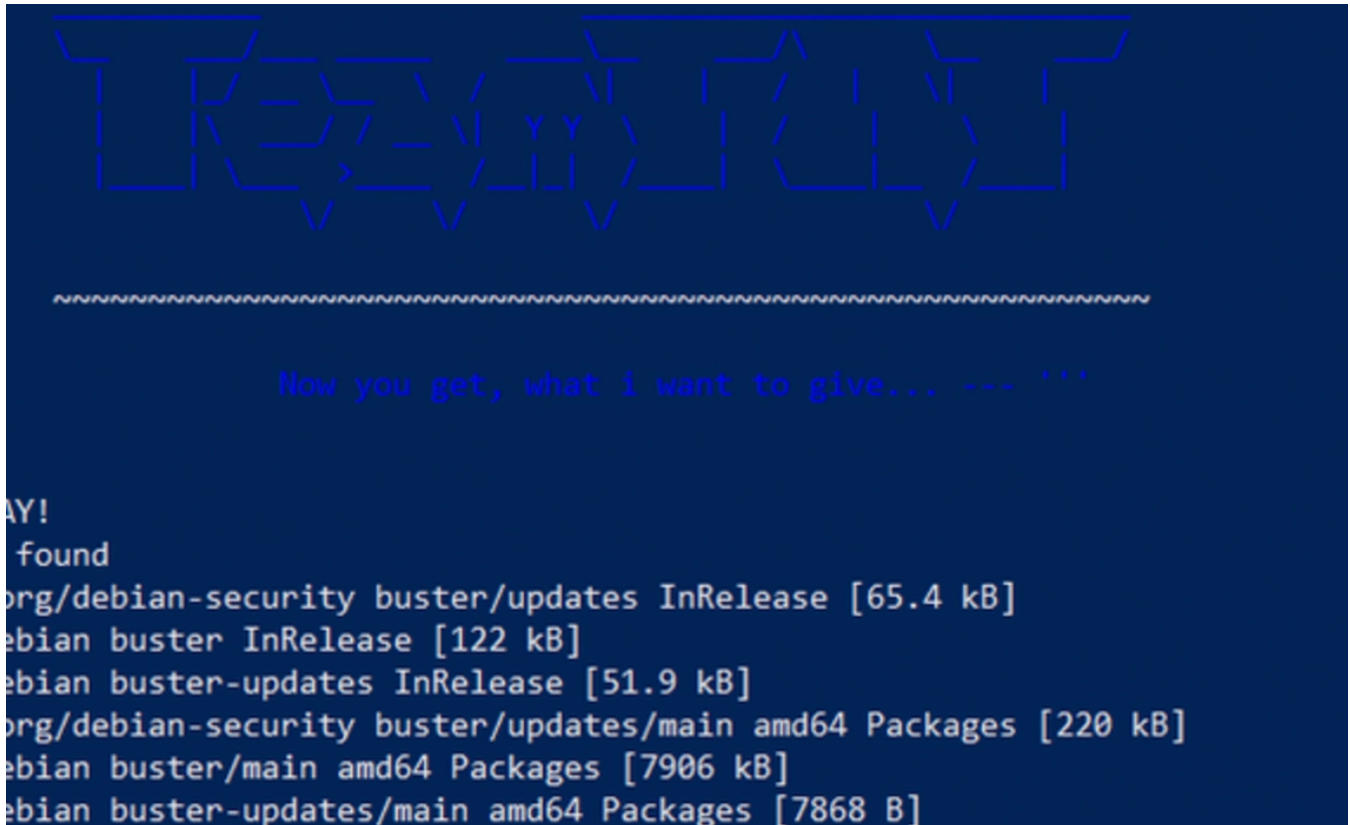 TeamTNT
~~~~~~~~~~~~~~~~~~~~~~~~~~~~~~~~~~~~~~~~~~~~~~~~~~~~~~~~~~
Now you get, what i want to give... --- '''
AY!
found
org/debian-security buster/updates InRelease [65.4 kB]
ebian buster InRelease [122 kB]
ebian buster-updates InRelease [51.9 kB]
org/debian-security buster/updates/main amd64 Packages [220 kB]
ebian buster/main amd64 Packages [7906 kB]
ebian buster-updates/main amd64 Packages [7868 B]